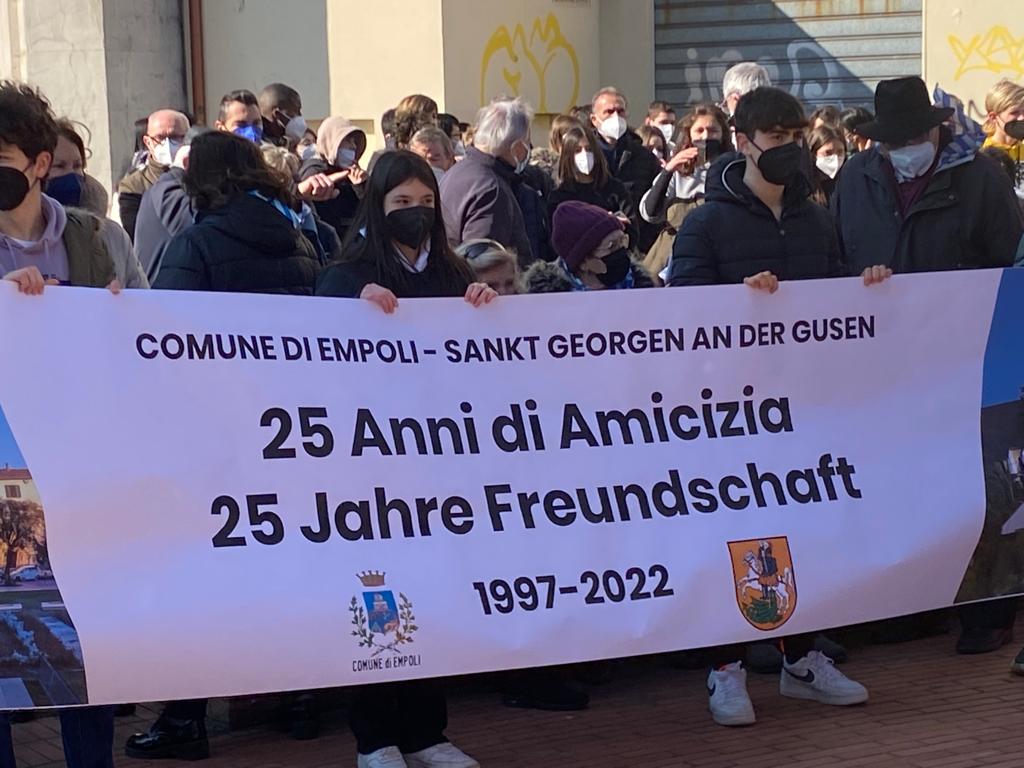 COMUNE DI EMPOLI - SANKT GEORGEN AN DER GUSEN
25 Anni di Amicizia
25 Jahre Freundschaft
1997-2022
COMUNE di EMPOLI